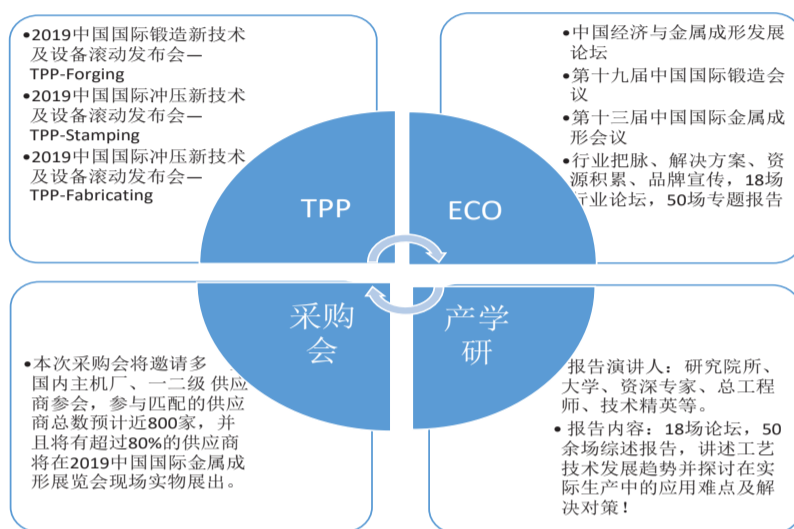 •2019中国国际锻造新技术
及设备滚动发布会—
TPP-Forging
•2019中国国际冲压新技术
及设备滚动发布会—
TPP-Stamping
•2019中国国际冲压新技术
及设备滚动发布会—
TPP-Fabricating
TPP
•中国经济与金属成形发展
论坛
•第十九届中国国际锻造会
议
•第十三届中国国际金属成
形会议
•行业把脉、解决方案、资
源积累、品牌宣传，18场
行业论坛，50场专题报告
ECO
采购
会
•本次采购会将邀请多
国内主机厂、一二级 供应
商参会，参与匹配的供应
商总数预计近800家，并
且将有超过80%的供应商
将在2019中国国际金属成
形展览会现场实物展出。
产学
研
报告演讲人：研究院所、
大学、资深专家、总工程
师、技术精英等。
• 报告内容：18场论坛，50
余场综述报告，讲述工艺
技术发展趋势并探讨在实
际生产中的应用难点及解
决对策！